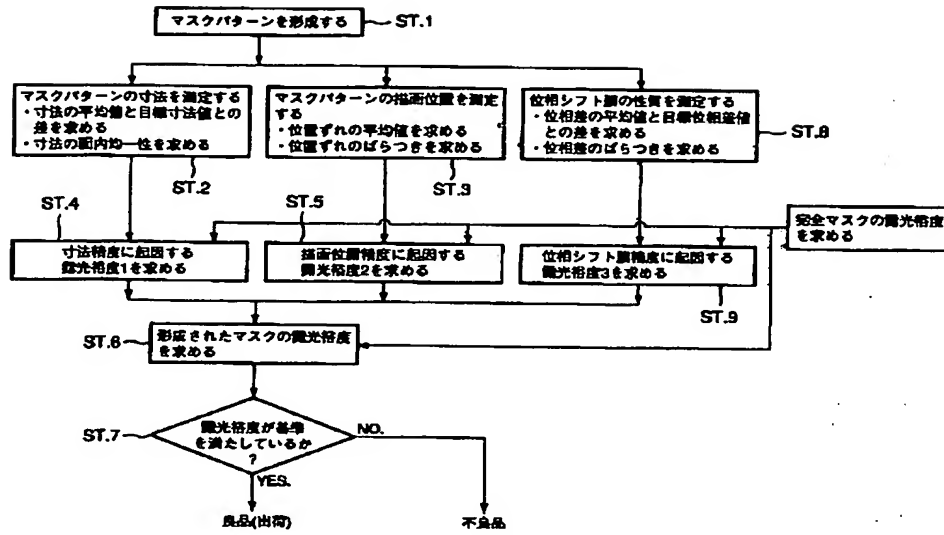 マスクパターンを形成する
ST.1
マスクパターンの寸法を測定する
・寸法の平均値と目標寸法値との
差を求める
・寸法の面内均一性を求める
ST.2
マスクパターンの描画位置を測定
する
・位置ずれの平均値を求める
・位置ずれのばらつきを求める
ST.3
位相シフト膜の性質を測定する
・位相差の平均値と目標位相差値
との差を求める
・位相差のばらつきを求める
ST.8
完全マスクの露光裕度
を求める
ST.4
寸法精度に起因する
露光裕度1を求める
ST.5
描画位置精度に起因する
露光裕度2を求める
位相シフト膜精度に起因する
露光裕度3を求める
ST.9
ST.6
形成されたマスクの露光裕度
を求める
ST.7
露光裕度が基準
を満たしているか
?
NO.
YES.
良品(出荷)
不良品